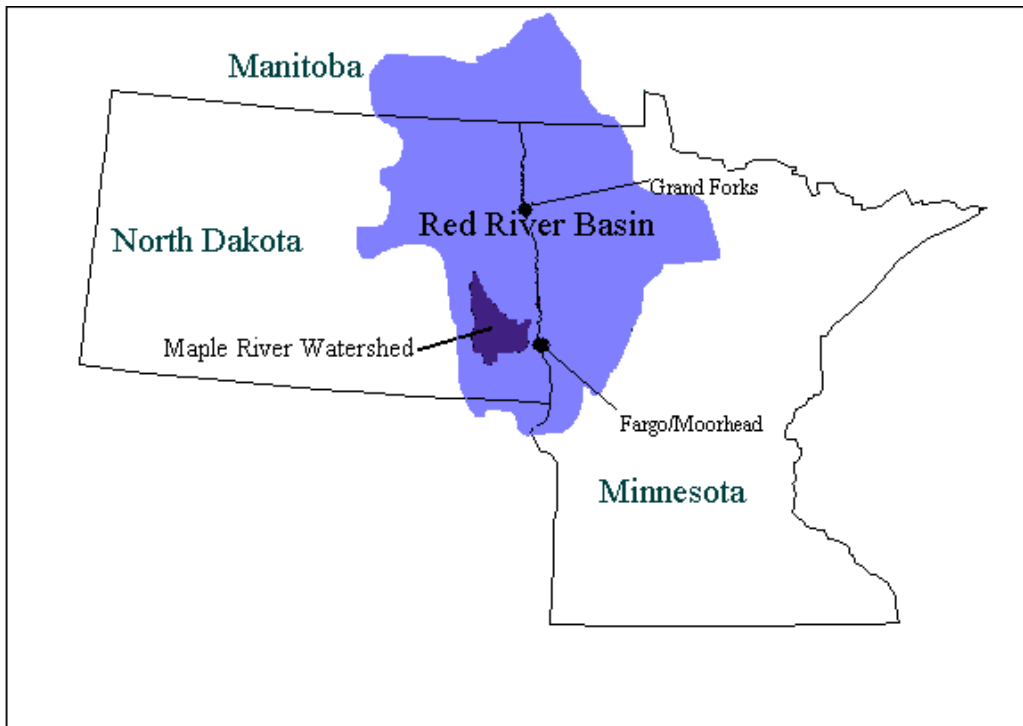 Manitoba
Grand Forks
Red River Basin
North Dakota
Maple River Watershed
Fargo/Moorhead
Minnesota